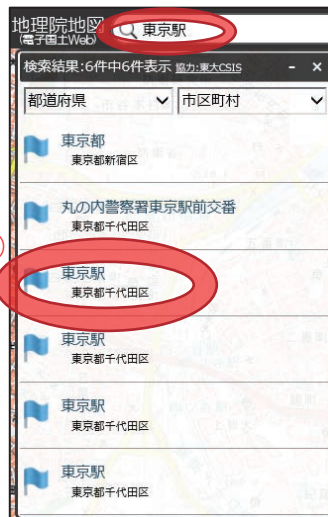 地理院地図
(電子国土Web)
東京駅
検索結果:6件中6件表示 協力:東大CSIS - ×
都道府県 市区町村
東京都
東京都新宿区
丸の内警察署東京駅前交番
東京都千代田区
東京駅
東京都千代田区
東京駅
東京都千代田区
東京駅
東京都千代田区
東京駅
東京都千代田区